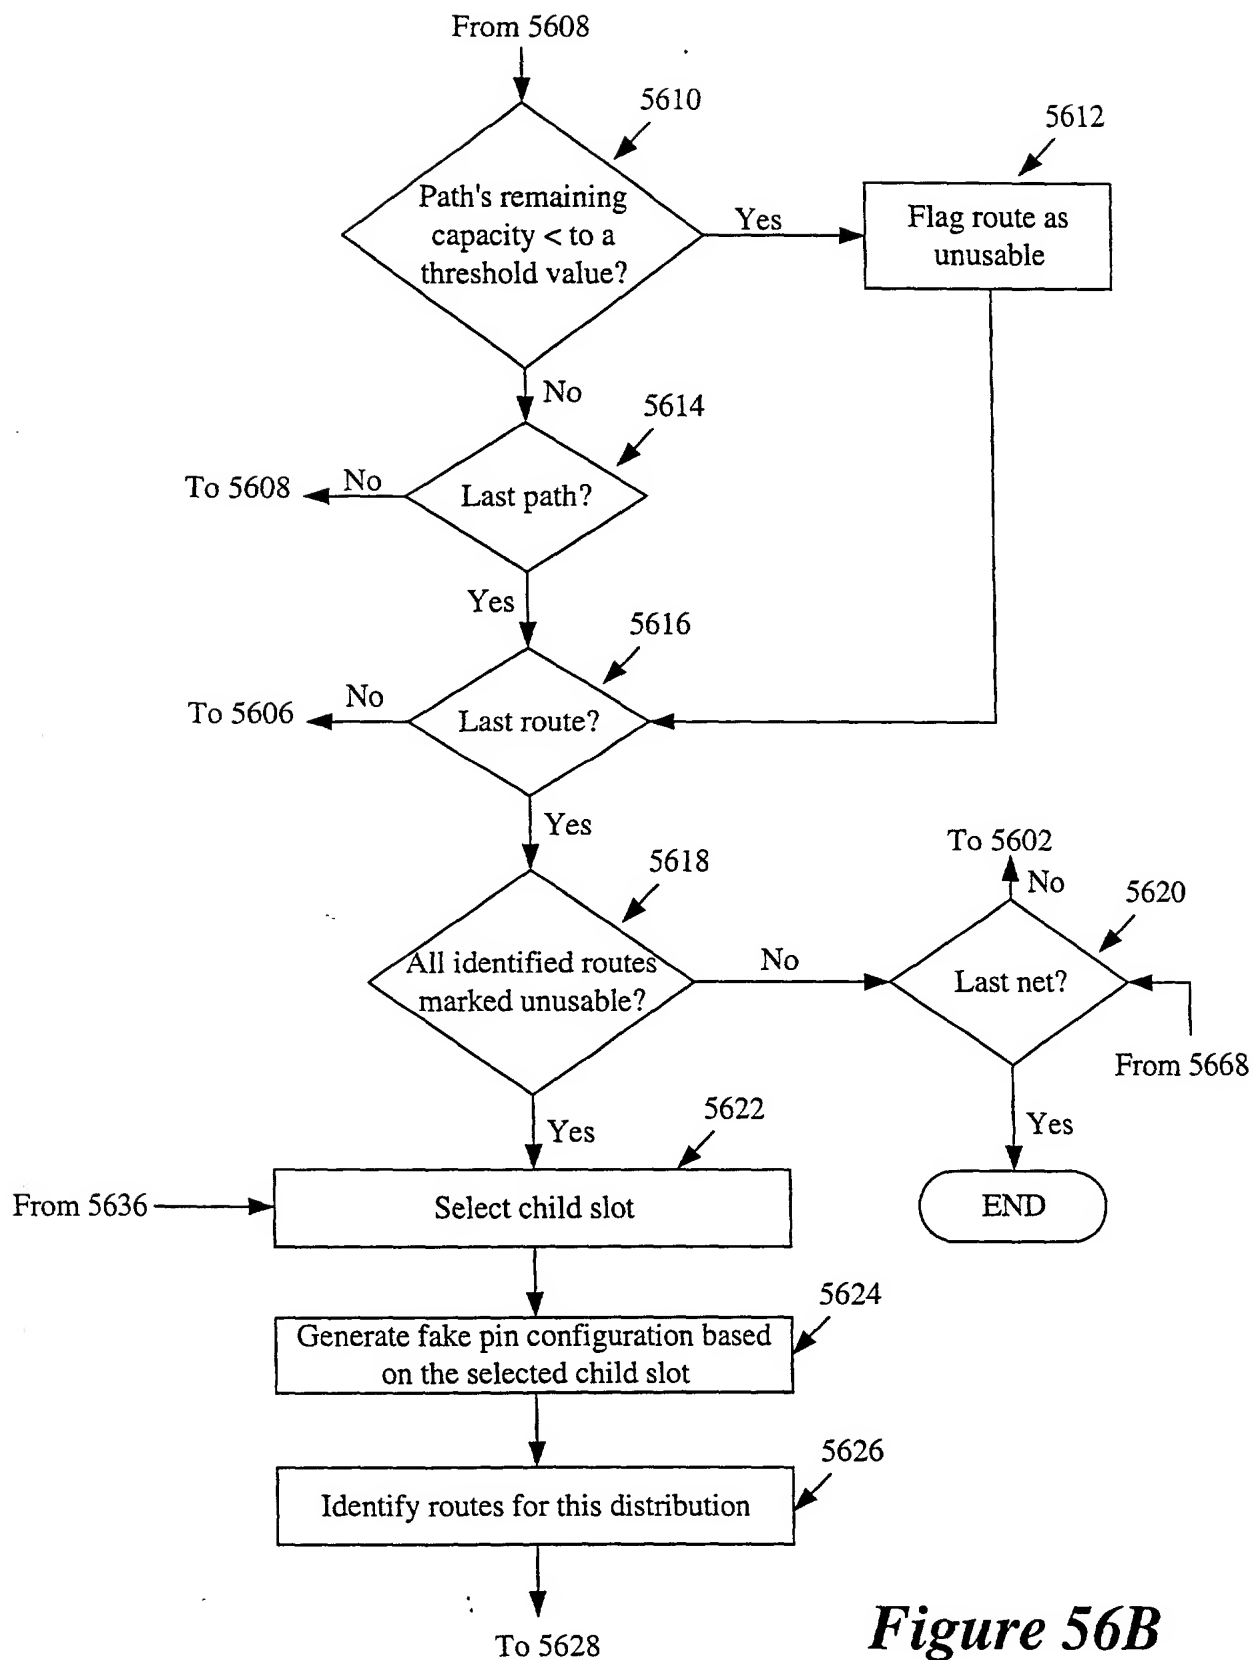 From 5608
5610
Path's remaining
capacity < to a
threshold value?
Yes
5612
Flag route as
unusable
No
5614
Last path?
No
To 5608
Yes
5616
Last route?
No
To 5606
Yes
5618
All identified routes
marked unusable?
No
To 5602
No
5620
Last net?
From 5668
Yes
END
Yes
5622
From 5636
Select child slot
5624
Generate fake pin configuration based
on the selected child slot
5626
Identify routes for this distribution
To 5628
Figure 56B